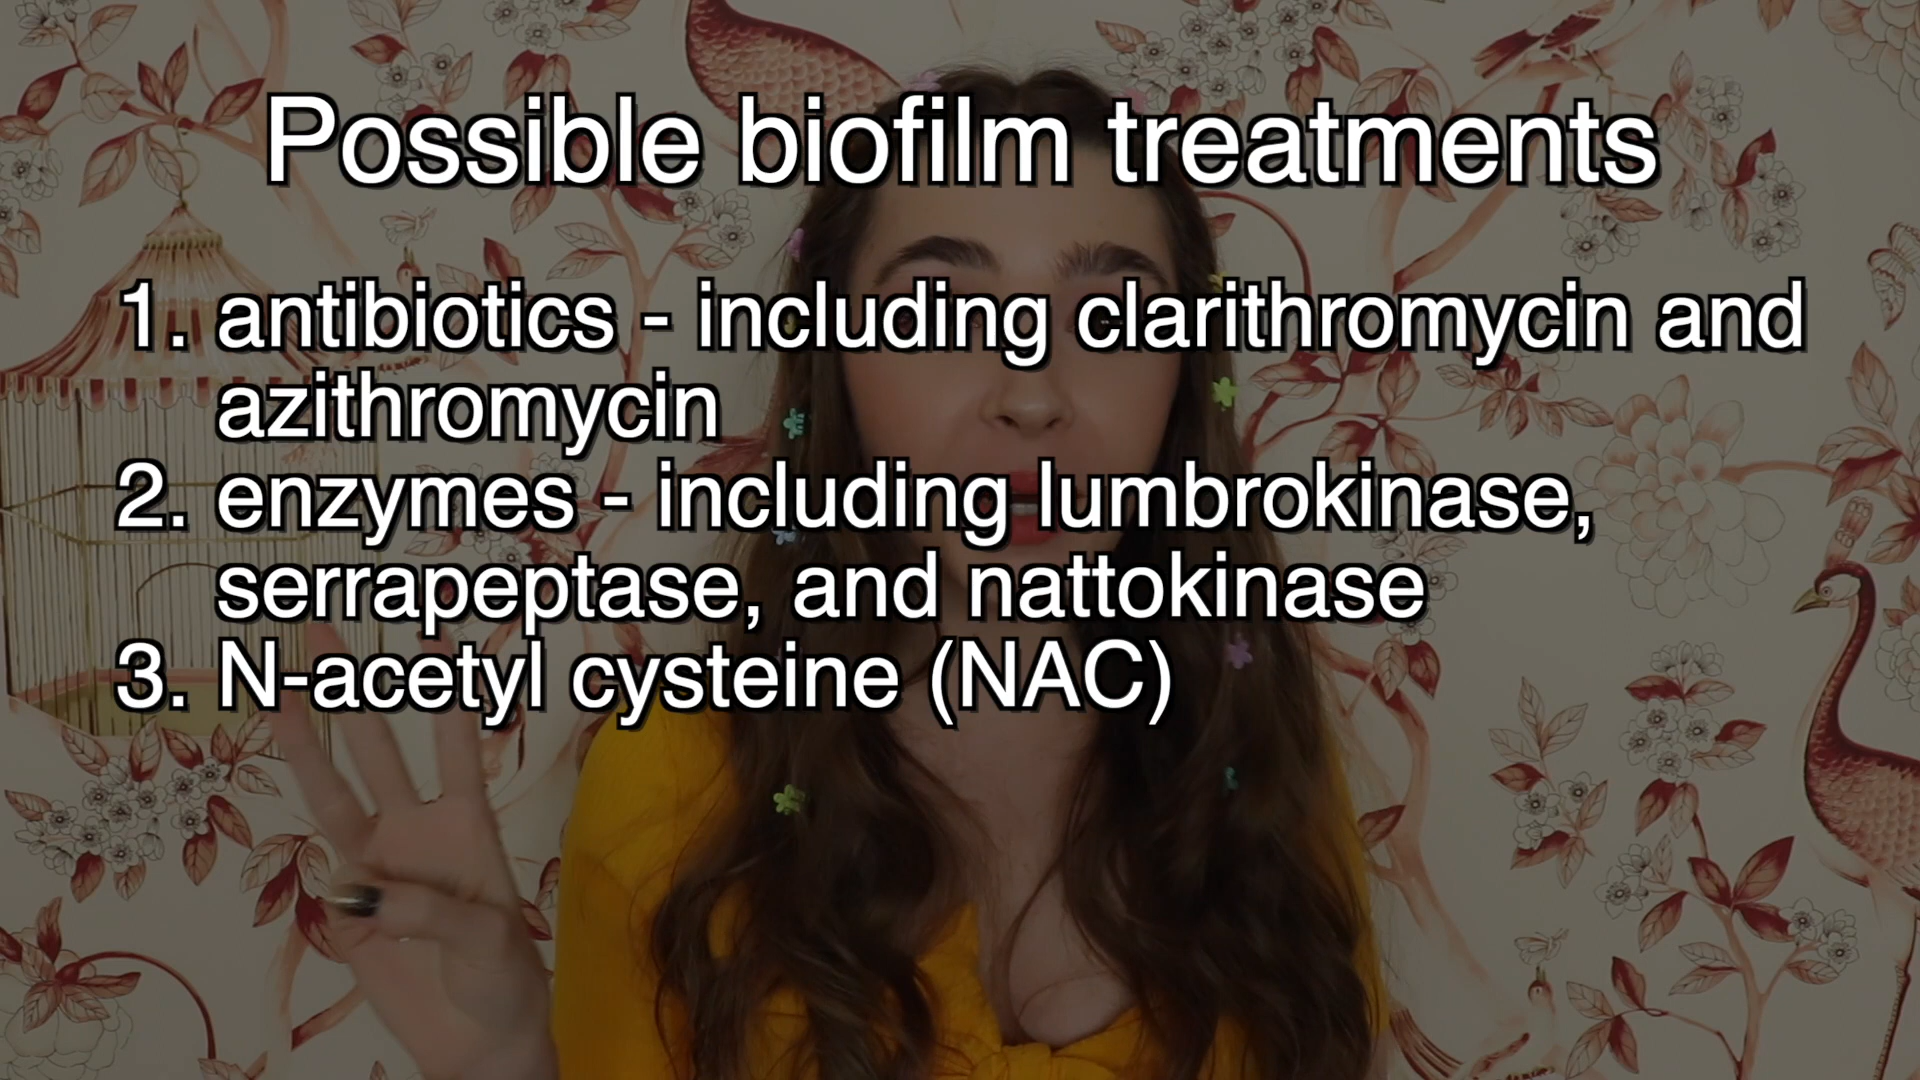 Possible biofilm treatments
1. antibiotics - including clarithromycin and
azithromycin
2. enzymes - including lumbrokinase,
serrapeptase, and nattokinase
3. N-acetyl cysteine (NAC)